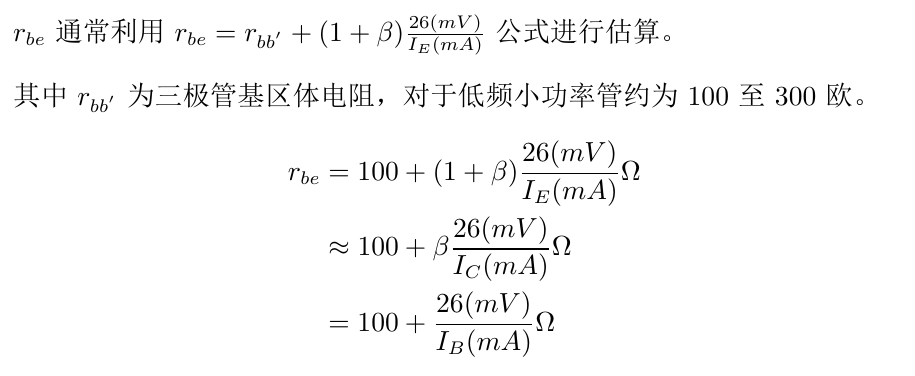 $r_{be}$ 通常利用 $r_{be} = r_{bb'} + (1 + \beta)\frac{26(mV)}{I_E(mA)}$ 公式进行估算。
其中 $r_{bb'}$ 为三极管基区体电阻，对于低频小功率管约为 100 至 300 欧。
$r_{be} = 100 + (1 + \beta)\frac{26(mV)}{I_E(mA)}\Omega$
$\approx 100 + \beta\frac{26(mV)}{I_C(mA)}\Omega$
$= 100 + \frac{26(mV)}{I_B(mA)}\Omega$